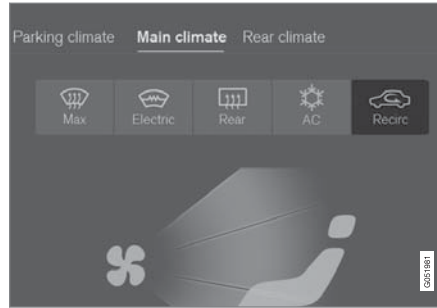 Parking climate Main climate Rear climate
Max Electric Rear AC Recirc
G051981